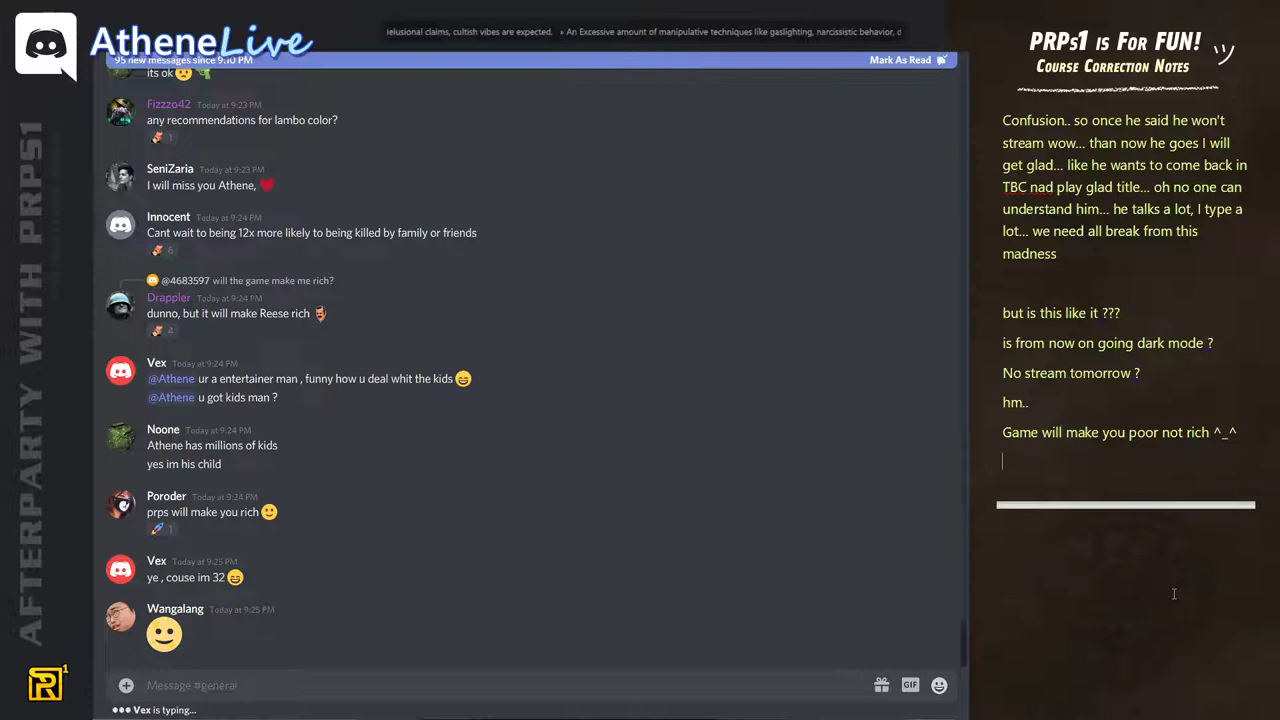 AtheneLive
elusional claims, cultish vibes are expected. » An Excessive amount of manipulative techniques like gaslighting, narcissistic behavior,
95 new messages since 9:10 PM
Mark As Read
its ok
Fizzzo42 Today at 9:23 PM
any recommendations for lambo color?
1
SeniZaria Today at 9:23 PM
I will miss you Athene,
Innocent Today at 9:24 PM
Cant wait to being 12x more likely to being killed by family or friends
6
@4683597 will the game make me rich?
Drappler Today at 9:24 PM
dunno, but it will make Reese rich
4
Vex Today at 9:24 PM
@Athene ur a entertainer man , funny how u deal whit the kids
@Athene u got kids man ?
Noone Today at 9:24 PM
Athene has millions of kids
yes im his child
Poroder Today at 9:24 PM
prps will make you rich
1
Vex Today at 9:25 PM
ye , couse im 32
Wangalang Today at 9:25 PM
Message #general
GIF
Vex is typing...
AFTERPARTY WITH PRPS1
R1
PRPs1 is For FUN!
Course Correction Notes
ツ
Confusion.. so once he said he won't
stream wow... than now he goes I will
get glad... like he wants to come back in
TBC nad play glad title... oh no one can
understand him... he talks a lot, I type a
lot... we need all break from this
madness
but is this like it ???
is from now on going dark mode ?
No stream tomorrow ?
hm..
Game will make you poor not rich ^_^